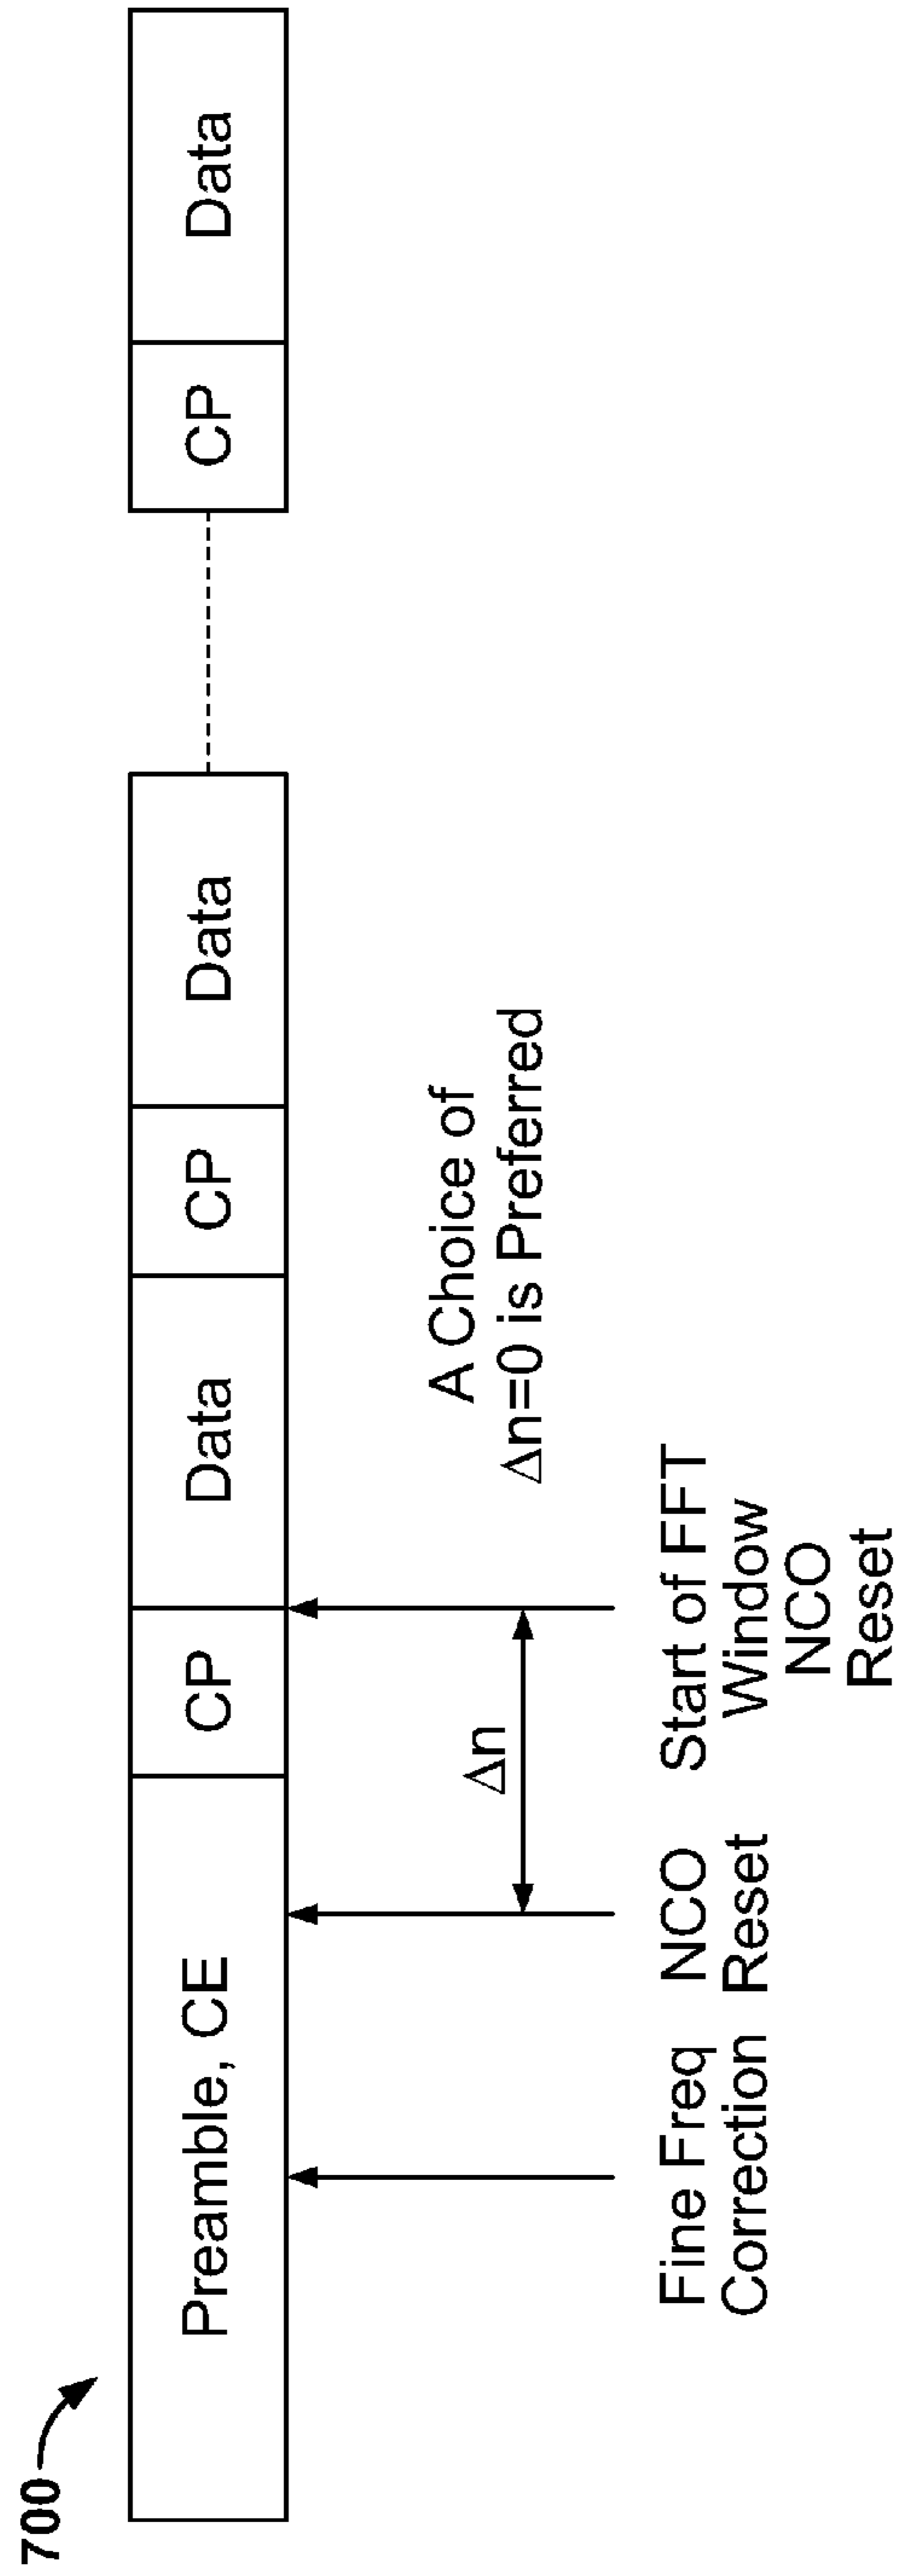 700
Preamble, CE
CP
Data
CP
Data
CP
Data
Δn
A Choice of
Δn=0 is Preferred
Fine Freq
Correction
NCO
Reset
Start of FFT
Window
NCO
Reset